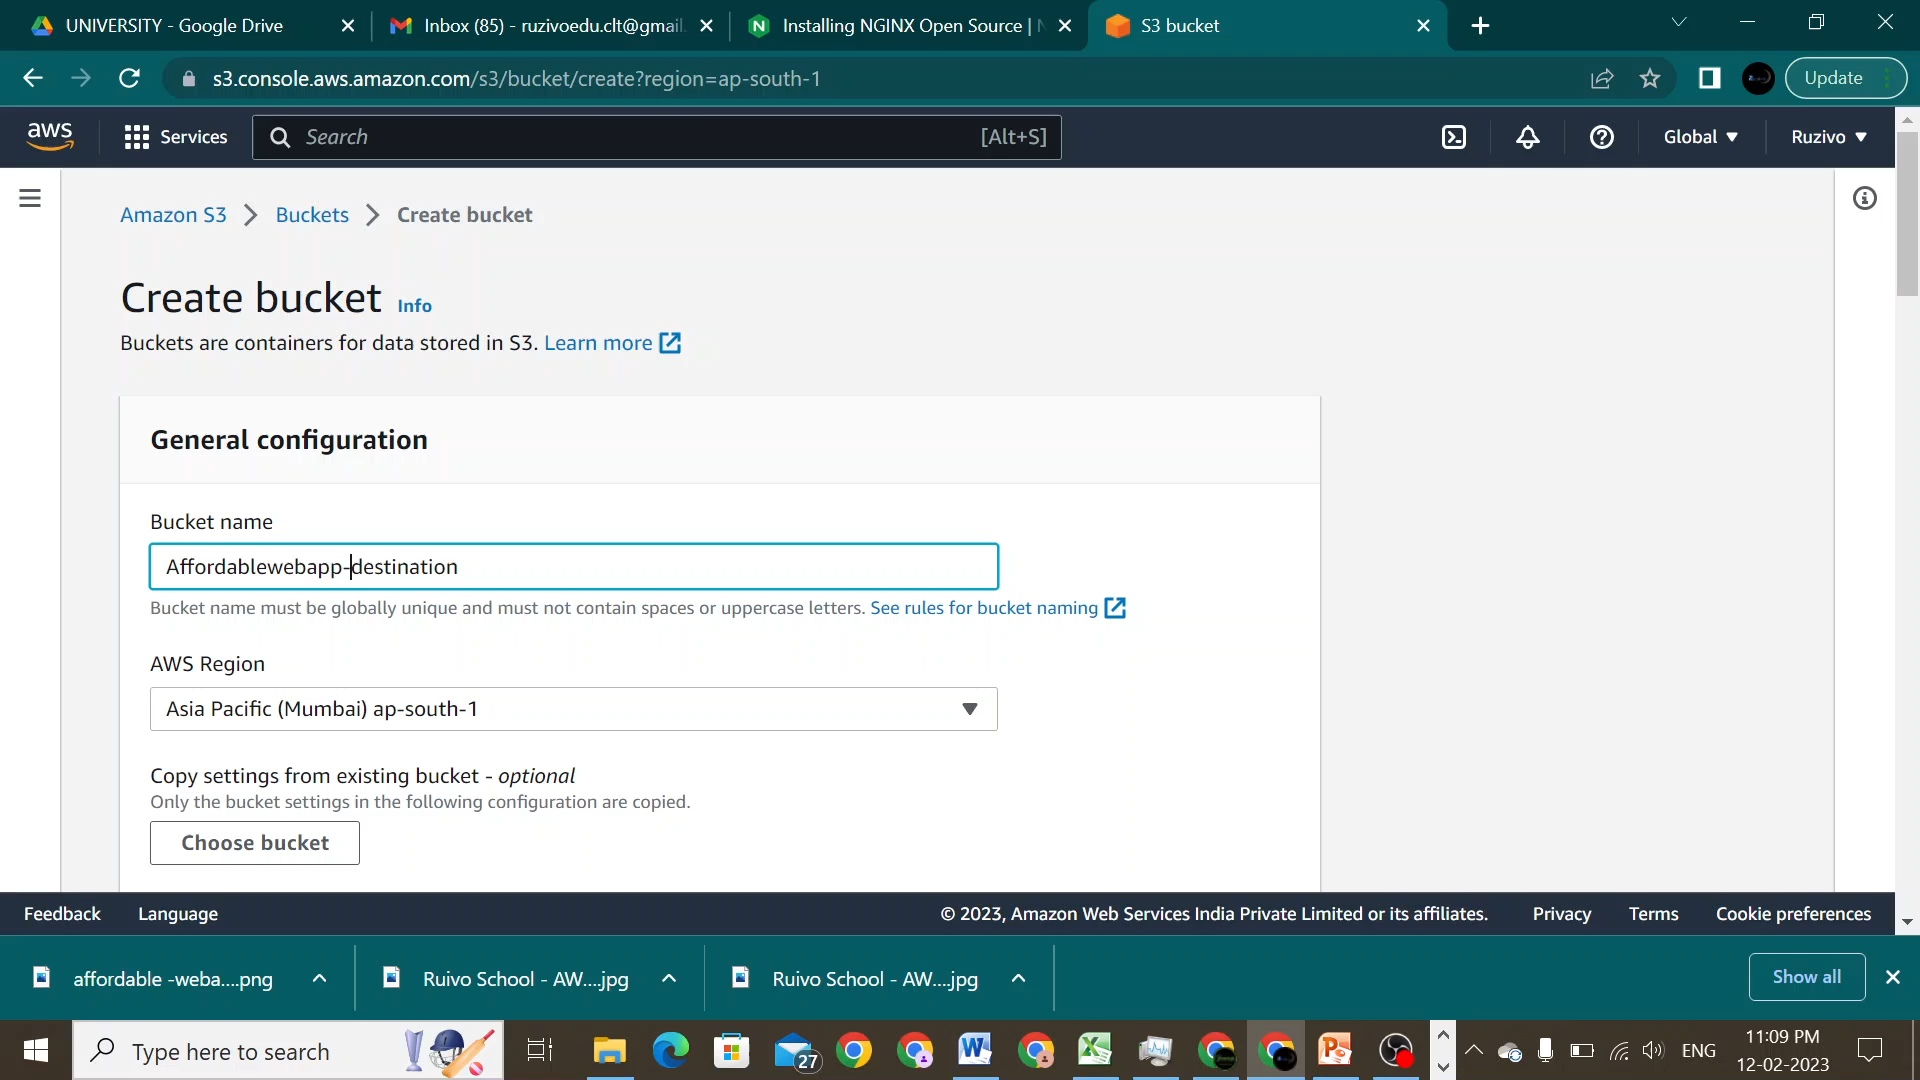 UNIVERSITY - Google Drive
Inbox (85) - ruzivoedu.clt@gmail.
Installing NGINX Open Source |
S3 bucket
s3.console.aws.amazon.com/s3/bucket/create?region=ap-south-1
Update
aws
Services
Search
[Alt+S]
Global
Ruzivo
Amazon S3
Buckets
Create bucket
Create bucket Info
Buckets are containers for data stored in S3. Learn more
General configuration
Bucket name
Affordablewebapp-destination
Bucket name must be globally unique and must not contain spaces or uppercase letters. See rules for bucket naming
AWS Region
Asia Pacific (Mumbai) ap-south-1
Copy settings from existing bucket - optional
Only the bucket settings in the following configuration are copied.
Choose bucket
Feedback
Language
© 2023, Amazon Web Services India Private Limited or its affiliates.
Privacy
Terms
Cookie preferences
affordable -weba....png
Ruivo School - AW....jpg
Ruivo School - AW....jpg
Show all
Type here to search
27
ENG
11:09 PM
12-02-2023